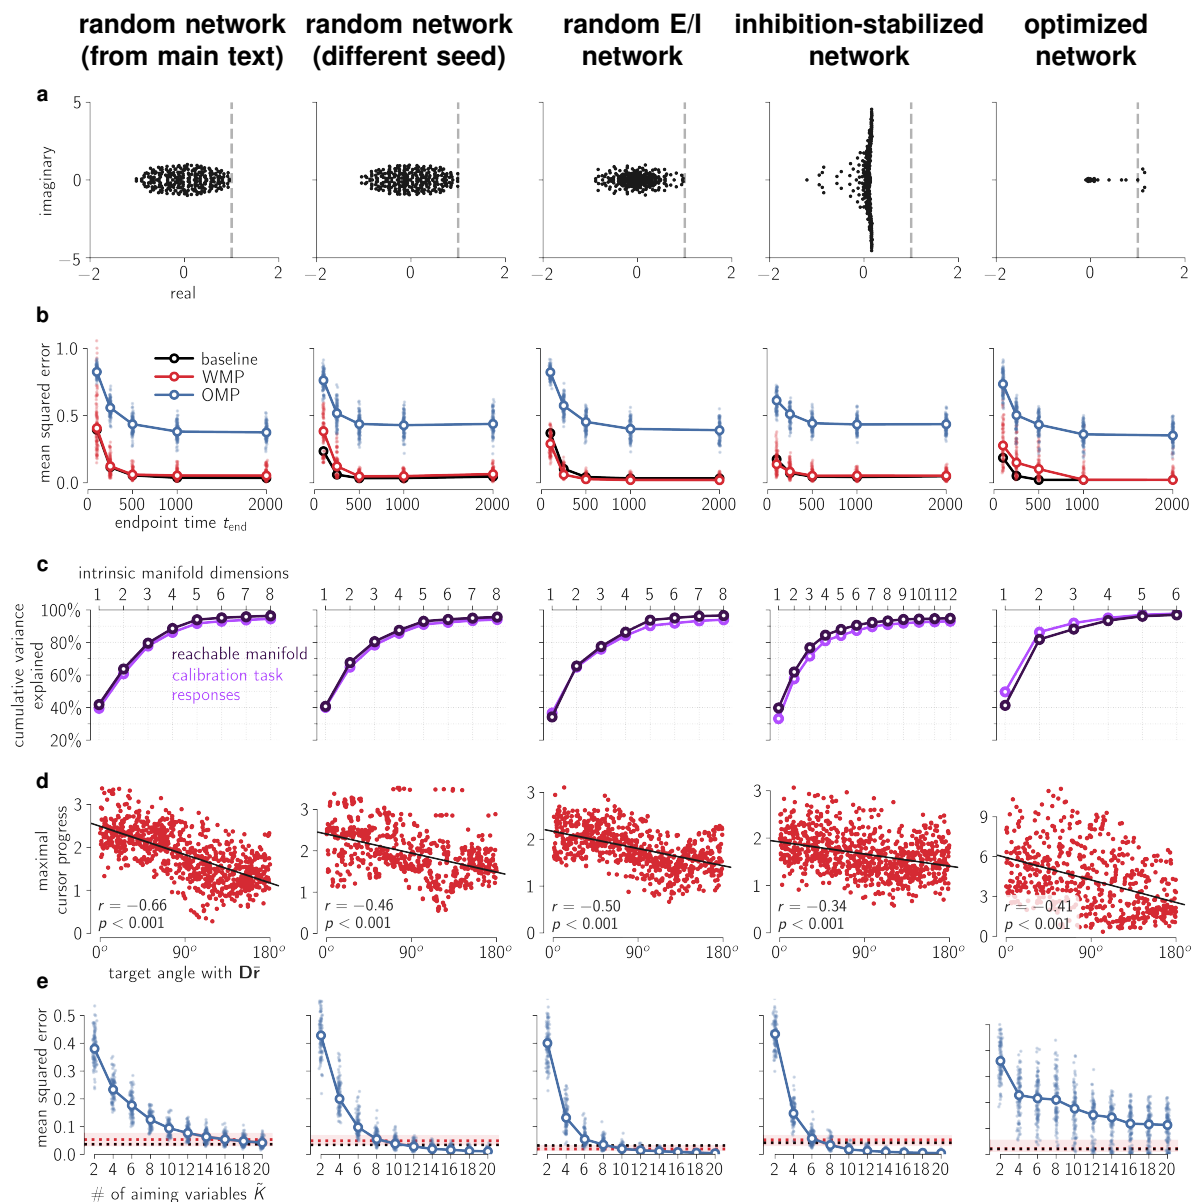 random network
(from main text)
random network
(different seed)
random E/I
network
inhibition-stabilized
network
optimized
network
a
5
0
−5
imaginary
−2 0 2
real
−2 0 2
−2 0 2
−2 0 2
−2 0 2
b
1.0
0.5
0.0
mean squared error
baseline
WMP
OMP
0 500 1000 2000
endpoint time t_end
0 500 1000 2000
0 500 1000 2000
0 500 1000 2000
0 500 1000 2000
c
intrinsic manifold dimensions
1 2 3 4 5 6 7 8
1 2 3 4 5 6 7 8
1 2 3 4 5 6 7 8
1 2 3 4 5 6 7 8 9 10 11 12
1 2 3 4 5 6
100%
80%
60%
40%
20%
cumulative variance
explained
reachable manifold
calibration task
responses
d
maximal
cursor progress
3
2
1
0
r = −0.66
p < 0.001
0° 90° 180°
target angle with Dr̄
3
2
1
0
r = −0.46
p < 0.001
0° 90° 180°
3
2
1
0
r = −0.50
p < 0.001
0° 90° 180°
3
2
1
0
r = −0.34
p < 0.001
0° 90° 180°
9
6
3
0
r = −0.41
p < 0.001
0° 90° 180°
e
0.5
0.4
0.3
0.2
0.1
0.0
mean squared error
2 4 6 8 10 12 14 16 18 20
# of aiming variables K̃
2 4 6 8 10 12 14 16 18 20
2 4 6 8 10 12 14 16 18 20
2 4 6 8 10 12 14 16 18 20
2 4 6 8 10 12 14 16 18 20